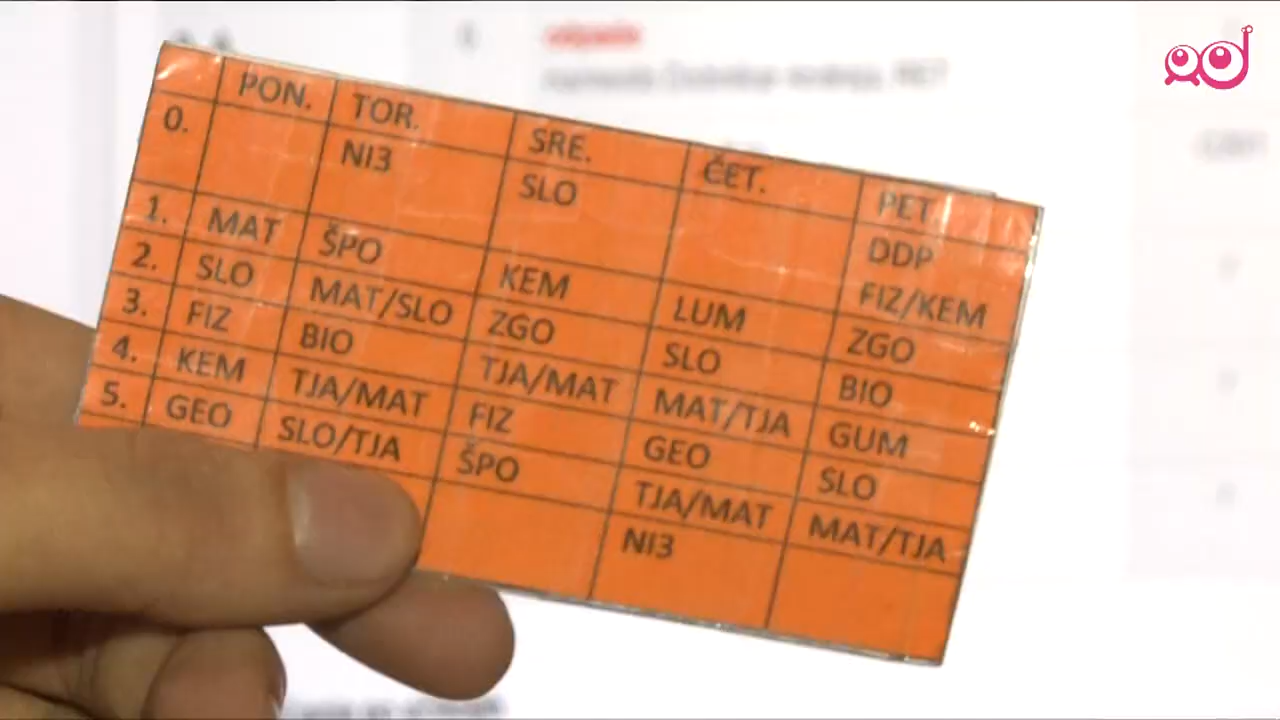 PON. TOR. SRE. ČET. PET.
0. NI3 SLO DDP
1. MAT ŠPO KEM LUM FIZ/KEM
2. SLO MAT/SLO ZGO SLO ZGO
3. FIZ BIO TJA/MAT MAT/TJA BIO
4. KEM TJA/MAT FIZ GEO GUM
5. GEO SLO/TJA ŠPO TJA/MAT SLO
NI3 MAT/TJA